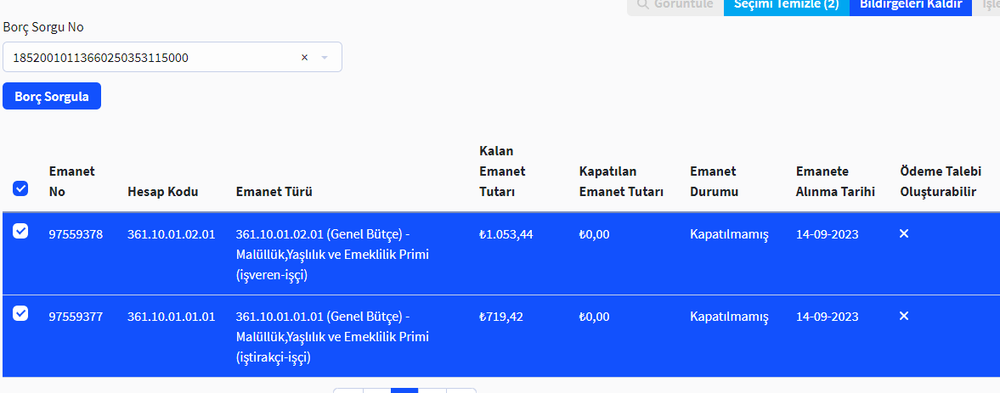 Görüntüle Seçimi Temizle (2) Bildirgeleri Kaldır İşle
Borç Sorgu No
18520010113660250353115000 ×
Borç Sorgula
Emanet No Hesap Kodu Emanet Türü Kalan Emanet Tutarı Kapatılan Emanet Tutarı Emanet Durumu Emanete Alınma Tarihi Ödeme Talebi Oluşturabilir
97559378 361.10.01.02.01 361.10.01.02.01 (Genel Bütçe) - ₺1.053,44 ₺0,00 Kapatılmamış 14-09-2023
Malüllük,Yaşlılık ve Emeklilik Primi
(işveren-işçi)
97559377 361.10.01.01.01 361.10.01.01.01 (Genel Bütçe) - ₺719,42 ₺0,00 Kapatılmamış 14-09-2023
Malüllük,Yaşlılık ve Emeklilik Primi
(iştirakçi-işçi)